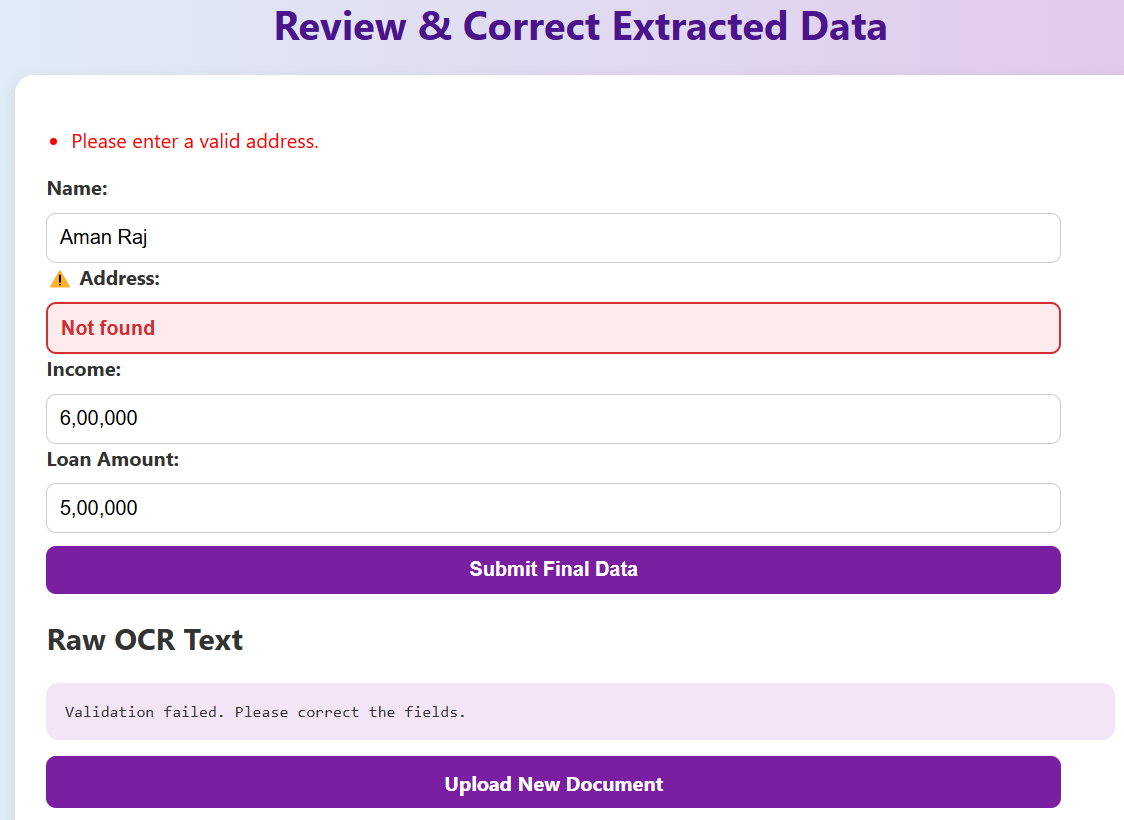 Review & Correct Extracted Data
Please enter a valid address.
Name:
Aman Raj
Address:
Not found
Income:
6,00,000
Loan Amount:
5,00,000
Submit Final Data
Raw OCR Text
Validation failed. Please correct the fields.
Upload New Document